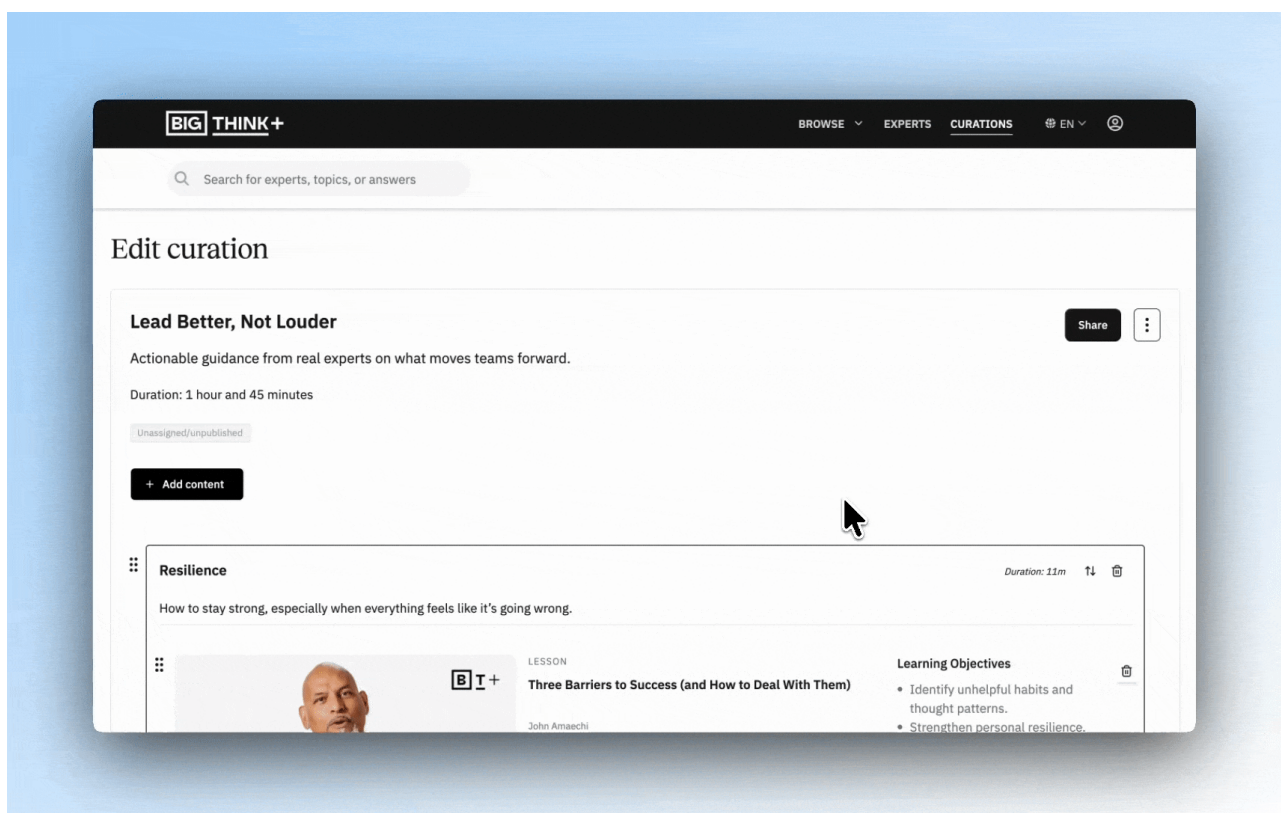 BIG THINK+
BROWSE EXPERTS CURATIONS EN
Search for experts, topics, or answers
Edit curation
Lead Better, Not Louder
Share
Actionable guidance from real experts on what moves teams forward.
Duration: 1 hour and 45 minutes
Unassigned/unpublished
+ Add content
Resilience
Duration: 11m
How to stay strong, especially when everything feels like it's going wrong.
B T+
LESSON
Three Barriers to Success (and How to Deal With Them)
John Amaechi
Learning Objectives
• Identify unhelpful habits and
thought patterns.
• Strengthen personal resilience.